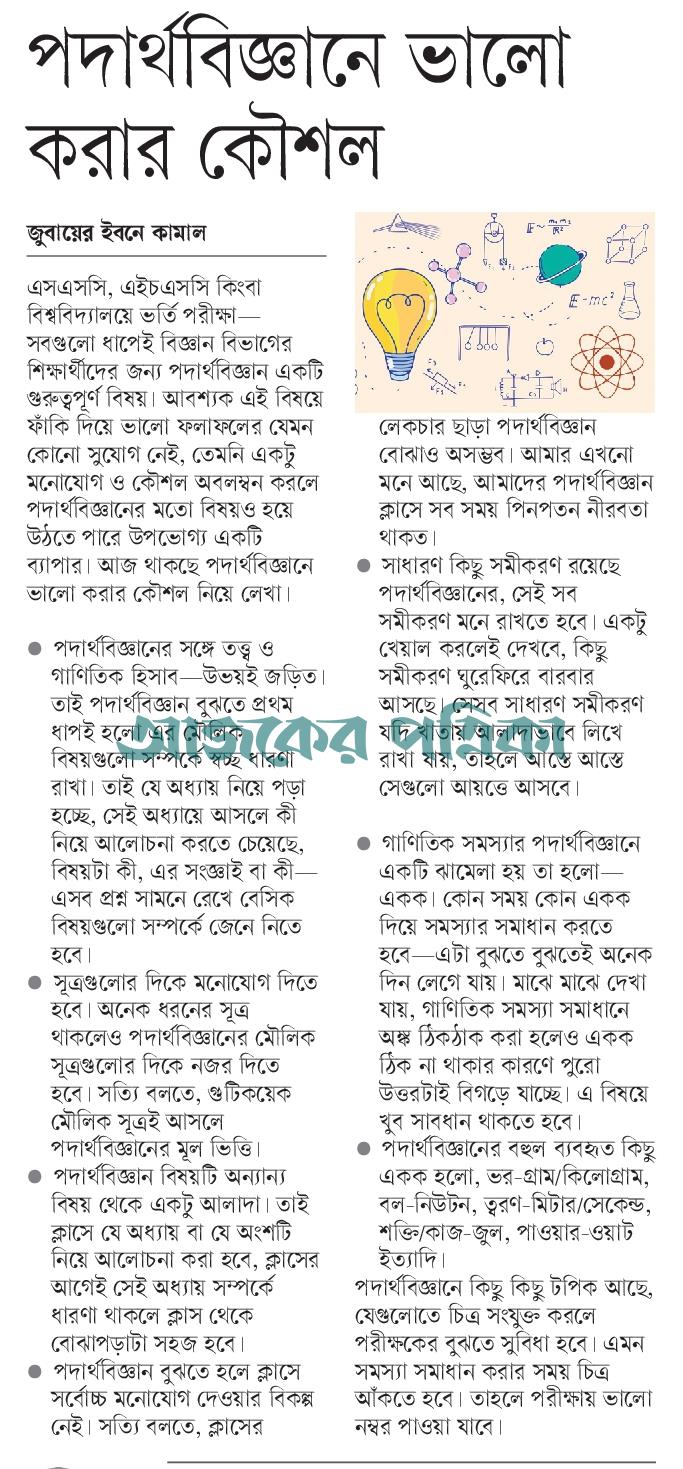 পদার্থবিজ্ঞানে ভালো
করার কৌশল
জুবায়ের ইবনে কামাল
এসএসসি, এইচএসসি কিংবা
বিশ্ববিদ্যালয়ে ভর্তি পরীক্ষা—
সবগুলো ধাপেই বিজ্ঞান বিভাগের
শিক্ষার্থীদের জন্য পদার্থবিজ্ঞান একটি
গুরুত্বপূর্ণ বিষয়। আবশ্যক এই বিষয়ে
ফাঁকি দিয়ে ভালো ফলাফলের যেমন
কোনো সুযোগ নেই, তেমনি একটু
মনোযোগ ও কৌশল অবলম্বন করলে
পদার্থবিজ্ঞানের মতো বিষয়ও হয়ে
উঠতে পারে উপভোগ্য একটি
ব্যাপার। আজ থাকছে পদার্থবিজ্ঞানে
ভালো করার কৌশল নিয়ে লেখা।
● পদার্থবিজ্ঞানের সঙ্গে তত্ত্ব ও
গাণিতিক হিসাব—উভয়ই জড়িত।
তাই পদার্থবিজ্ঞান বুঝতে প্রথম
ধাপই হলো এর মৌলিক
বিষয়গুলো সম্পর্কে স্বচ্ছ ধারণা
রাখা। তাই যে অধ্যায় নিয়ে পড়া
হচ্ছে, সেই অধ্যায়ে আসলে কী
নিয়ে আলোচনা করতে চেয়েছে,
বিষয়টা কী, এর সংজ্ঞাই বা কী—
এসব প্রশ্ন সামনে রেখে বেসিক
বিষয়গুলো সম্পর্কে জেনে নিতে
হবে।
● সূত্রগুলোর দিকে মনোযোগ দিতে
হবে। অনেক ধরনের সূত্র
থাকলেও পদার্থবিজ্ঞানের মৌলিক
সূত্রগুলোর দিকে নজর দিতে
হবে। সত্যি বলতে, গুটিকয়েক
মৌলিক সূত্রই আসলে
পদার্থবিজ্ঞানের মূল ভিত্তি।
● পদার্থবিজ্ঞান বিষয়টি অন্যান্য
বিষয় থেকে একটু আলাদা। তাই
ক্লাসে যে অধ্যায় বা যে অংশটি
নিয়ে আলোচনা করা হবে, ক্লাসের
আগেই সেই অধ্যায় সম্পর্কে
ধারণা থাকলে ক্লাস থেকে
বোঝাপড়াটা সহজ হবে।
● পদার্থবিজ্ঞান বুঝতে হলে ক্লাসে
সর্বোচ্চ মনোযোগ দেওয়ার বিকল্প
নেই। সত্যি বলতে, ক্লাসের
E=mc²
লেকচার ছাড়া পদার্থবিজ্ঞান
বোঝাও অসম্ভব। আমার এখনো
মনে আছে, আমাদের পদার্থবিজ্ঞান
ক্লাসে সব সময় পিনপতন নীরবতা
থাকত।
● সাধারণ কিছু সমীকরণ রয়েছে
পদার্থবিজ্ঞানের, সেই সব
সমীকরণ মনে রাখতে হবে। একটু
খেয়াল করলেই দেখবে, কিছু
সমীকরণ ঘুরেফিরে বারবার
আসছে। সেসব সাধারণ সমীকরণ
যদি খাতায় আলাদাভাবে লিখে
রাখা যায়, তাহলে আস্তে আস্তে
সেগুলো আয়ত্তে আসবে।
● গাণিতিক সমস্যার পদার্থবিজ্ঞানে
একটি ঝামেলা হয় তা হলো—
একক। কোন সময় কোন একক
দিয়ে সমস্যার সমাধান করতে
হবে—এটা বুঝতে বুঝতেই অনেক
দিন লেগে যায়। মাঝে মাঝে দেখা
যায়, গাণিতিক সমস্যা সমাধানে
অঙ্ক ঠিকঠাক করা হলেও একক
ঠিক না থাকার কারণে পুরো
উত্তরটাই বিগড়ে যাচ্ছে। এ বিষয়ে
খুব সাবধান থাকতে হবে।
● পদার্থবিজ্ঞানের বহুল ব্যবহৃত কিছু
একক হলো, ভর-গ্রাম/কিলোগ্রাম,
বল-নিউটন, ত্বরণ-মিটার/সেকেন্ড,
শক্তি/কাজ-জুল, পাওয়ার-ওয়াট
ইত্যাদি।
পদার্থবিজ্ঞানে কিছু কিছু টপিক আছে,
যেগুলোতে চিত্র সংযুক্ত করলে
পরীক্ষকের বুঝতে সুবিধা হবে। এমন
সমস্যা সমাধান করার সময় চিত্র
আঁকতে হবে। তাহলে পরীক্ষায় ভালো
নম্বর পাওয়া যাবে।
আজকের পত্রিকা